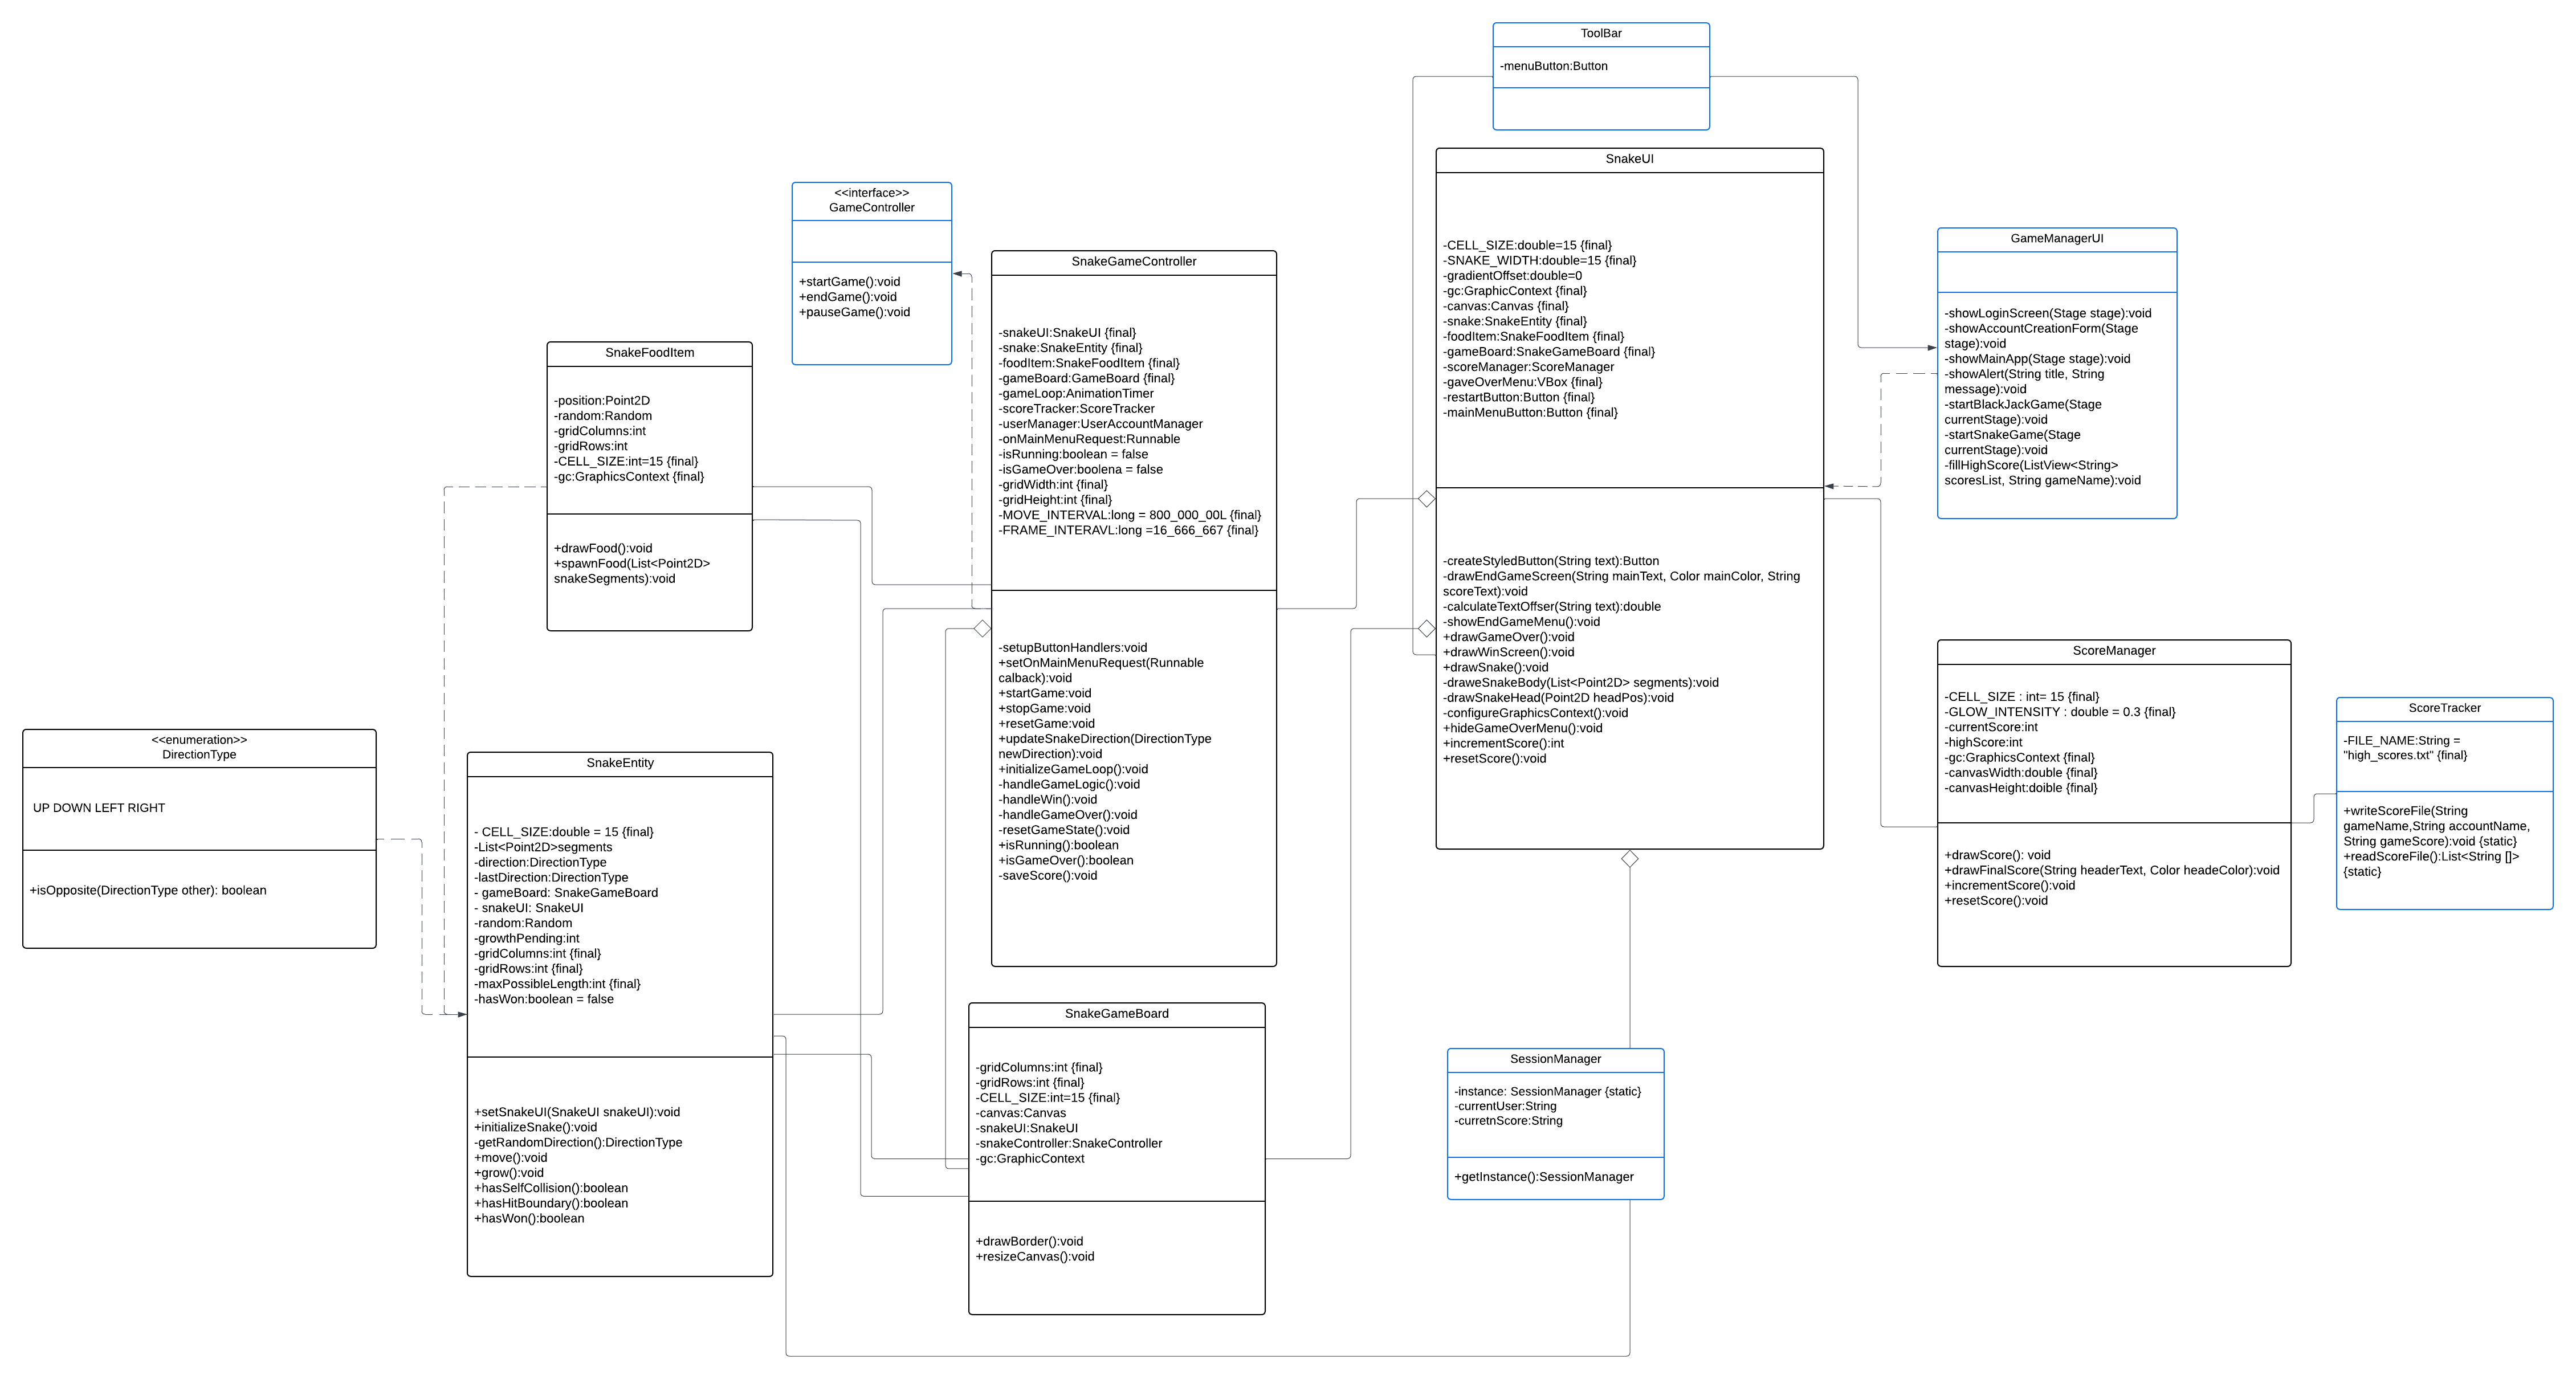 ToolBar
-menuButton:Button
SnakeUI
-CELL_SIZE:double=15 {final}
-SNAKE_WIDTH:double=15 {final}
-gradientOffset:double=0
-gc:GraphicContext {final}
-canvas:Canvas {final}
-snake:SnakeEntity {final}
-foodItem:SnakeFoodItem {final}
-gameBoard:SnakeGameBoard {final}
-scoreManager:ScoreManager
-gaveOverMenu:VBox {final}
-restartButton:Button {final}
-mainMenuButton:Button {final}
-createStyledButton(String text):Button
-drawEndGameScreen(String mainText, Color mainColor, String
scoreText):void
-calculateTextOffser(String text):double
-showEndGameMenu():void
+drawGameOver():void
+drawWinScreen():void
+drawSnake():void
-draweSnakeBody(List<Point2D> segments):void
-drawSnakeHead(Point2D headPos):void
-configureGraphicsContext():void
+hideGameOverMenu():void
+incrementScore():int
+resetScore():void
<<interface>>
GameController
+startGame():void
+endGame():void
+pauseGame():void
GameManagerUI
-showLoginScreen(Stage stage):void
-showAccountCreationForm(Stage
stage):void
-showMainApp(Stage stage):void
-showAlert(String title, String
message):void
-startBlackJackGame(Stage
currentStage):void
-startSnakeGame(Stage
currentStage):void
-fillHighScore(ListView<String>
scoresList, String gameName):void
SnakeGameController
-snakeUI:SnakeUI {final}
-snake:SnakeEntity {final}
-foodItem:SnakeFoodItem {final}
-gameBoard:GameBoard {final}
-gameLoop:AnimationTimer
-scoreTracker:ScoreTracker
-userManager:UserAccountManager
-onMainMenuRequest:Runnable
-isRunning:boolean = false
-isGameOver:boolena = false
-gridWidth:int {final}
-gridHeight:int {final}
-MOVE_INTERVAL:long = 800_000_00L {final}
-FRAME_INTERAVL:long =16_666_667 {final}
-setupButtonHandlers:void
+setOnMainMenuRequest(Runnable
calback):void
+startGame:void
+stopGame:void
+resetGame:void
+updateSnakeDirection(DirectionType
newDirection):void
+initializeGameLoop():void
-handleGameLogic():void
-handleWin():void
-handleGameOver():void
-resetGameState():void
+isRunning():boolean
+isGameOver():boolean
-saveScore():void
SnakeFoodItem
-position:Point2D
-random:Random
-gridColumns:int
-gridRows:int
-CELL_SIZE:int=15 {final}
-gc:GraphicsContext {final}
+drawFood():void
+spawnFood(List<Point2D>
snakeSegments):void
ScoreManager
-CELL_SIZE : int= 15 {final}
-GLOW_INTENSITY : double = 0.3 {final}
-currentScore:int
-highScore:int
-gc:GraphicsContext {final}
-canvasWidth:double {final}
-canvasHeight:doible {final}
+drawScore(): void
+drawFinalScore(String headerText, Color headeColor):void
+incrementScore():void
+resetScore():void
ScoreTracker
-FILE_NAME:String =
"high_scores.txt" {final}
+writeScoreFile(String
gameName,String accountName,
String gameScore):void {static}
+readScoreFile():List<String []>
{static}
<<enumeration>>
DirectionType
UP DOWN LEFT RIGHT
+isOpposite(DirectionType other): boolean
SnakeEntity
- CELL_SIZE:double = 15 {final}
-List<Point2D>segments
-direction:DirectionType
-lastDirection:DirectionType
- gameBoard: SnakeGameBoard
- snakeUI: SnakeUI
-random:Random
-growthPending:int
-gridColumns:int {final}
-gridRows:int {final}
-maxPossibleLength:int {final}
-hasWon:boolean = false
+setSnakeUI(SnakeUI snakeUI):void
+initializeSnake():void
-getRandomDirection():DirectionType
+move():void
+grow():void
+hasSelfCollision():boolean
+hasHitBoundary():boolean
+hasWon():boolean
SnakeGameBoard
-gridColumns:int {final}
-gridRows:int {final}
-CELL_SIZE:int=15 {final}
-canvas:Canvas
-snakeUI:SnakeUI
-snakeController:SnakeController
-gc:GraphicContext
+drawBorder():void
+resizeCanvas():void
SessionManager
-instance: SessionManager {static}
-currentUser:String
-curretnScore:String
+getInstance():SessionManager